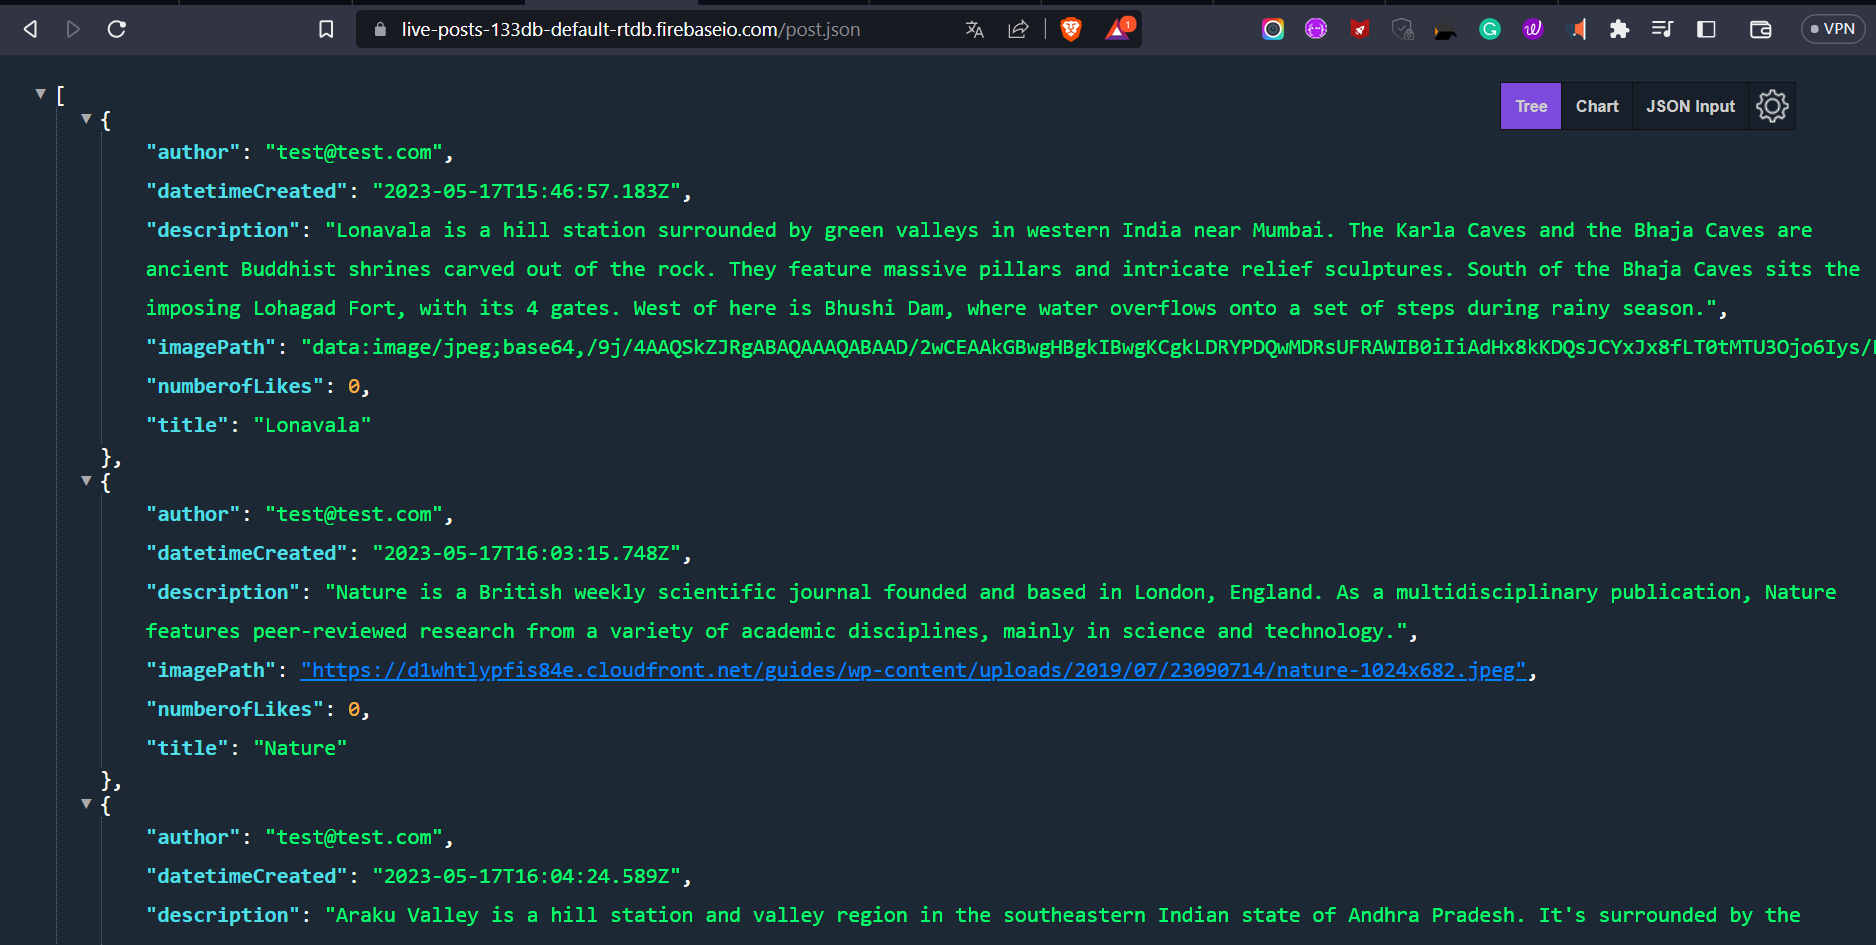 live-posts-133db-default-rtdb.firebaseio.com/post.json
1
VPN
Tree Chart JSON Input
[
{
"author": "test@test.com",
"datetimeCreated": "2023-05-17T15:46:57.183Z",
"description": "Lonavala is a hill station surrounded by green valleys in western India near Mumbai. The Karla Caves and the Bhaja Caves are
ancient Buddhist shrines carved out of the rock. They feature massive pillars and intricate relief sculptures. South of the Bhaja Caves sits the
imposing Lohagad Fort, with its 4 gates. West of here is Bhushi Dam, where water overflows onto a set of steps during rainy season.",
"imagePath": "data:image/jpeg;base64,/9j/4AAQSkZJRgABAQAAAQABAAD/2wCEAAkGBwgHBgkIBwgKCgkLDRYPDQwMDRsUFRAWIB0iIiAdHx8kKDQsJCYxJx8fLT0tMTU3Ojo6Iys/
"numberofLikes": 0,
"title": "Lonavala"
},
{
"author": "test@test.com",
"datetimeCreated": "2023-05-17T16:03:15.748Z",
"description": "Nature is a British weekly scientific journal founded and based in London, England. As a multidisciplinary publication, Nature
features peer-reviewed research from a variety of academic disciplines, mainly in science and technology.",
"imagePath": "https://d1whtlypfis84e.cloudfront.net/guides/wp-content/uploads/2019/07/23090714/nature-1024x682.jpeg",
"numberofLikes": 0,
"title": "Nature"
},
{
"author": "test@test.com",
"datetimeCreated": "2023-05-17T16:04:24.589Z",
"description": "Araku Valley is a hill station and valley region in the southeastern Indian state of Andhra Pradesh. It's surrounded by the